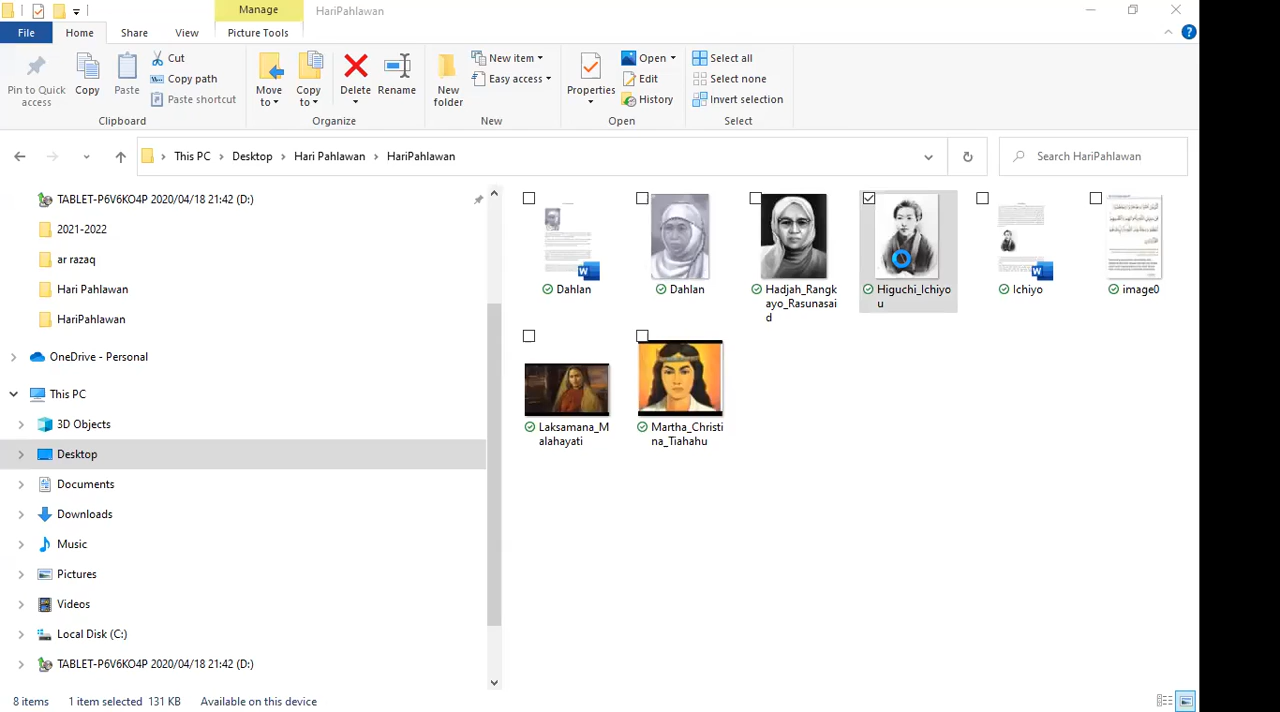 Manage
HariPahlawan
File
Home
Share
View
Picture Tools
Pin to Quick
access
Copy
Paste
Cut
Copy path
Paste shortcut
Clipboard
Move
to
Copy
to
Delete
Rename
Organize
New
folder
New item
Easy access
New
Properties
Open
Edit
History
Open
Select all
Select none
Invert selection
Select
This PC
Desktop
Hari Pahlawan
HariPahlawan
Search HariPahlawan
TABLET-P6V6KO4P 2020/04/18 21:42 (D:)
2021-2022
ar razaq
Hari Pahlawan
HariPahlawan
OneDrive - Personal
This PC
3D Objects
Desktop
Documents
Downloads
Music
Pictures
Videos
Local Disk (C:)
TABLET-P6V6KO4P 2020/04/18 21:42 (D:)
W
Dahlan
Dahlan
Hadjah_Rangk
ayo_Rasunasai
d
Higuchi_Ichiyo
u
W
Ichiyo
image0
Laksamana_M
alahayati
Martha_Christi
na_Tiahahu
8 items
1 item selected 131 KB
Available on this device